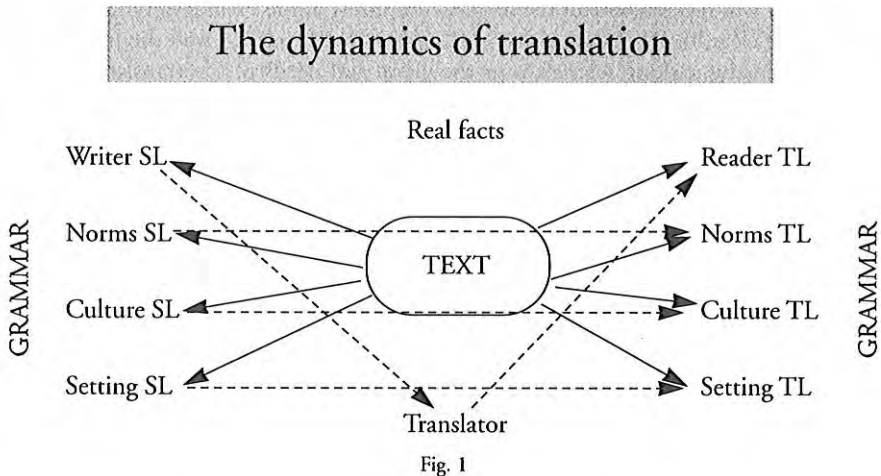 The dynamics of translation
Real facts
Writer SL
Reader TL
GRAMMAR
Norms SL
TEXT
Norms TL
GRAMMAR
Culture SL
Culture TL
Setting SL
Setting TL
Translator
Fig. 1